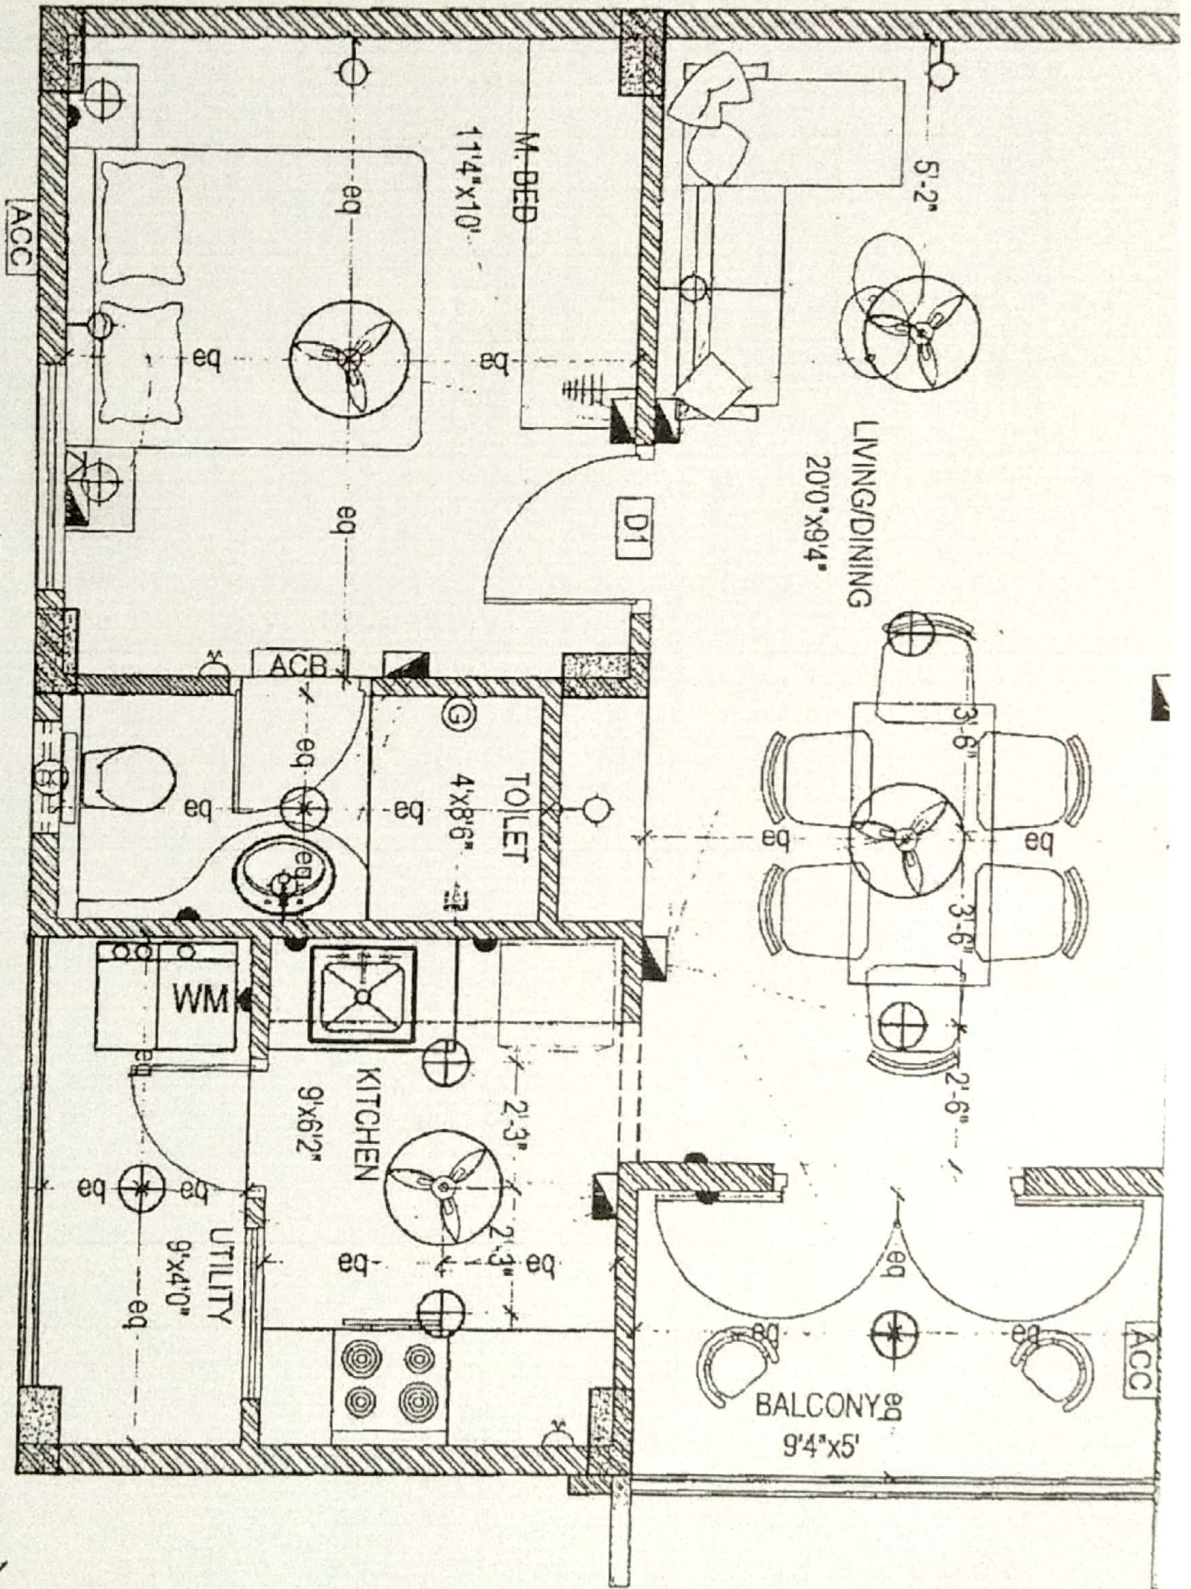 M. BED
11'4"x10'
5'-2"
ACC
eq
eq
eq
eq
LIVING/DINING
20'0"x9'4"
D1
ACB
G
TOILET
4'x8'6"
eq
eq
eq
eq
3'-6"
3'-6"
eq
eq
2'-6"
WM
eq
KITCHEN
9'x6'2"
2'-3"
2'-3"
eq
eq
UTILITY
9'x4'0"
eq
eq
eq
BALCONY
9'4"x5'
eq
eq
eq
eq
ACC